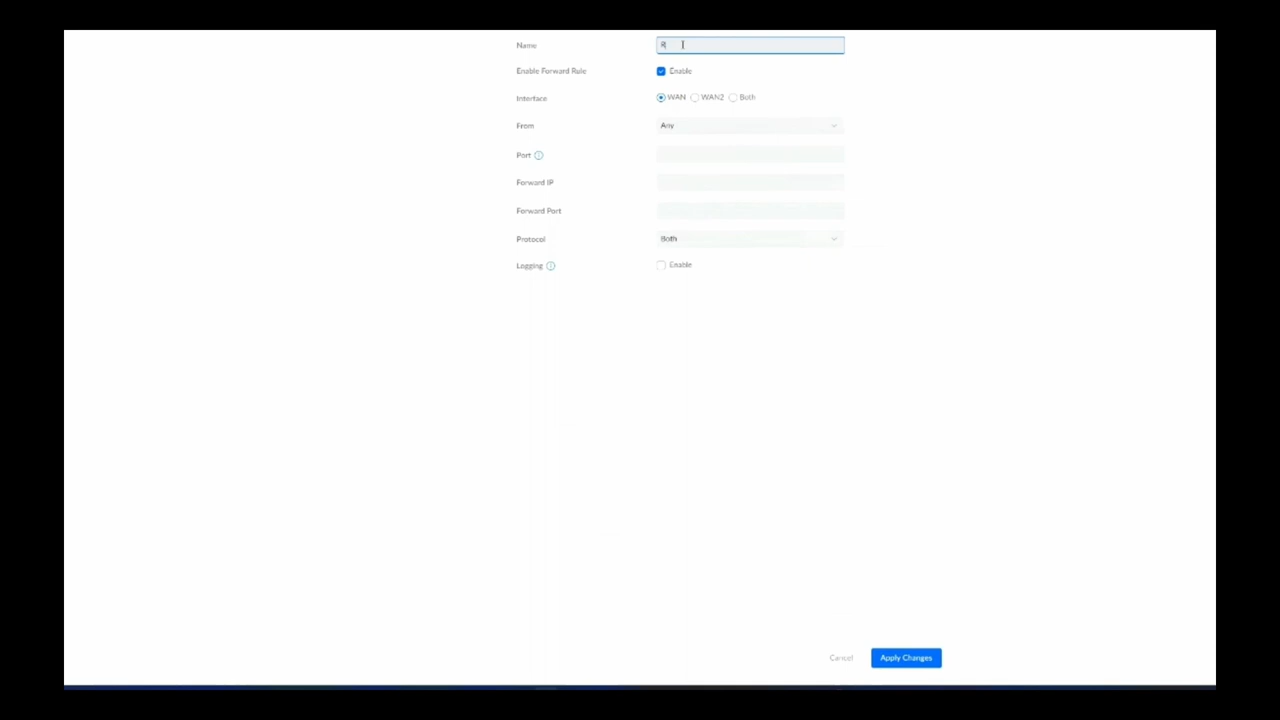 Name R
Enable Forward Rule Enable
Interface WAN WAN2 Both
From Any
Port
Forward IP
Forward Port
Protocol Both
Logging Enable
Cancel Apply Changes